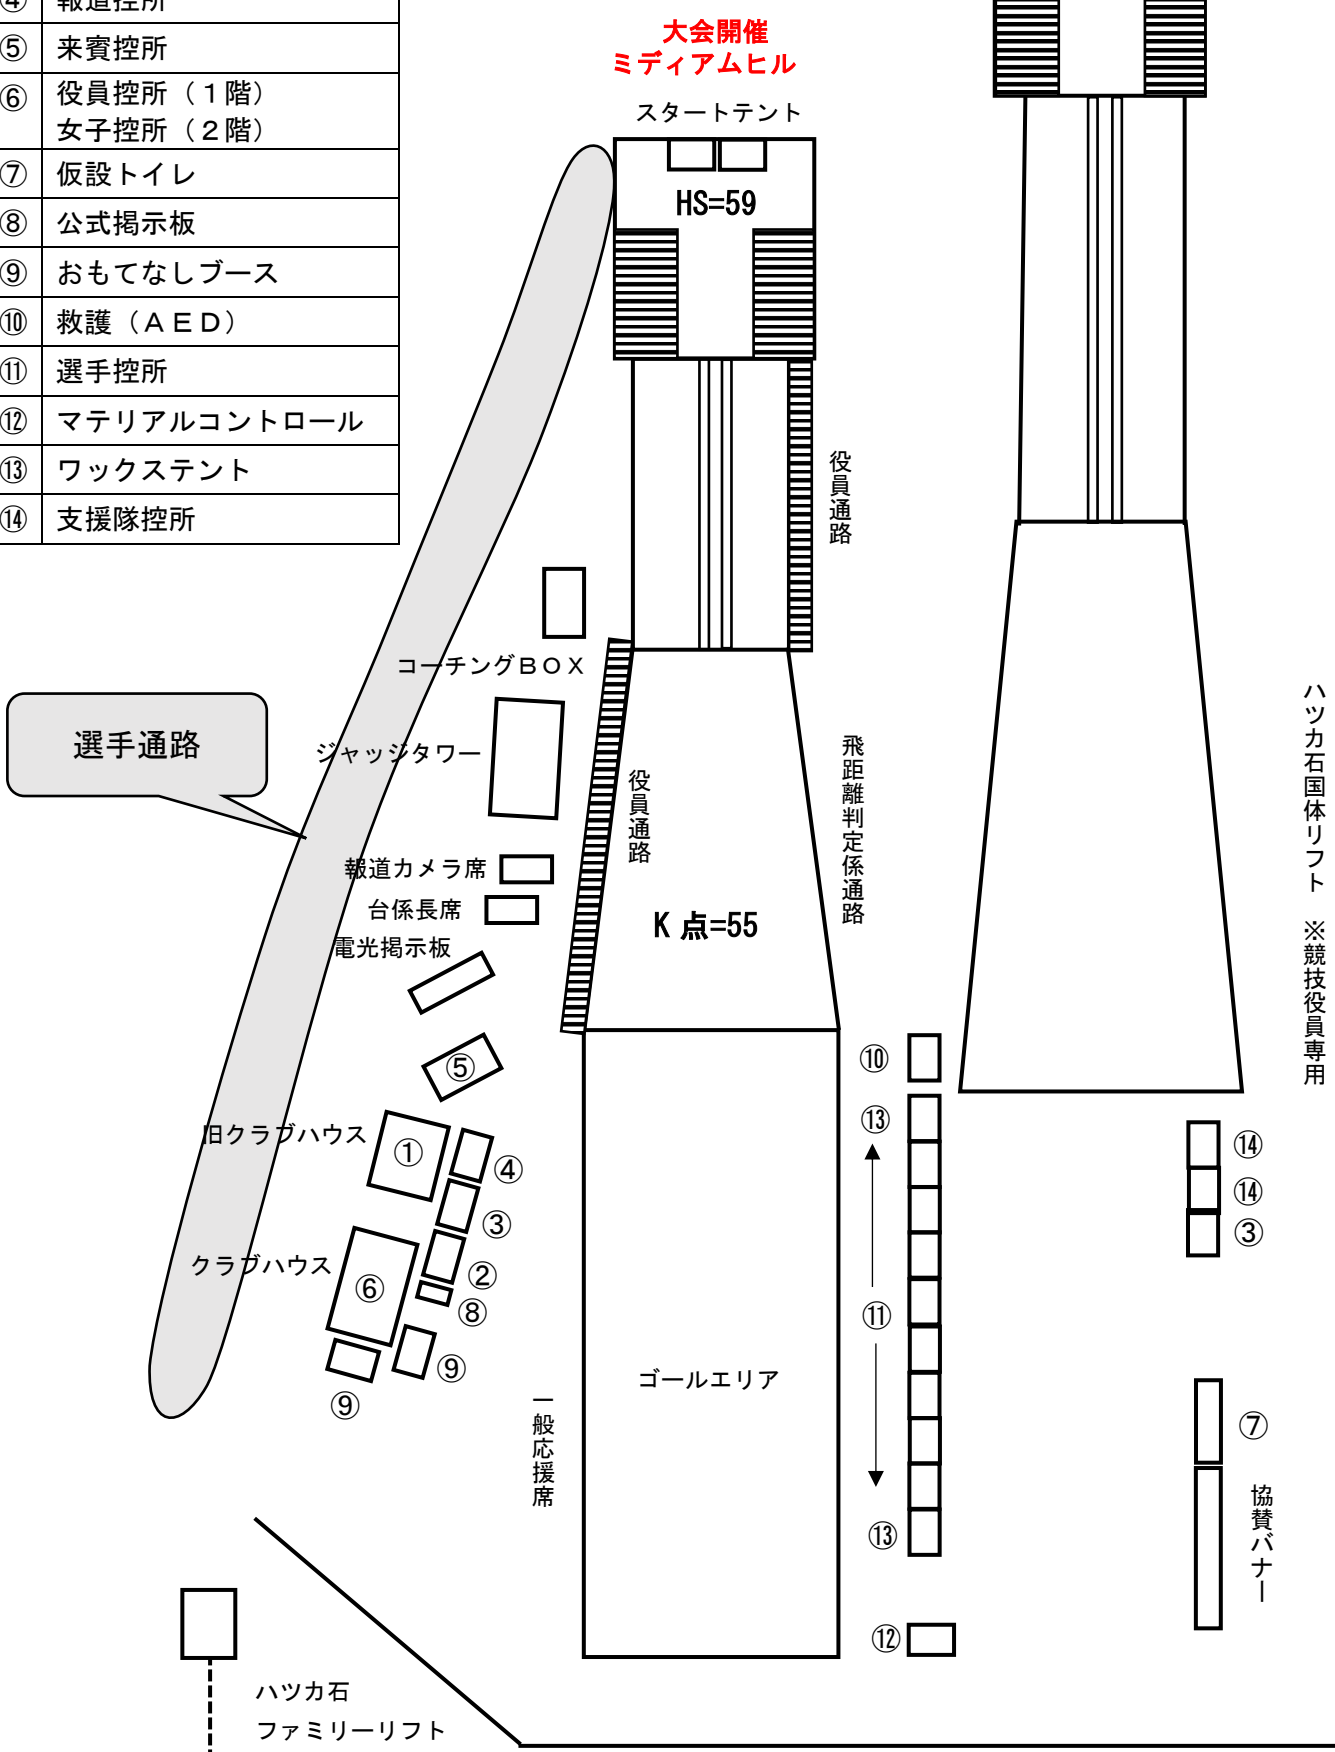 ④ 報道控所
⑤ 来賓控所
⑥ 役員控所（１階）
女子控所（２階）
⑦ 仮設トイレ
⑧ 公式掲示板
⑨ おもてなしブース
⑩ 救護（ＡＥＤ）
⑪ 選手控所
⑫ マテリアルコントロール
⑬ ワックステント
⑭ 支援隊控所
大会開催
ミディアムヒル
スタートテント
HS=59
役員通路
コーチングＢＯＸ
選手通路
ジャッジタワー
役員通路
飛距離判定係通路
ハツカ石国体リフト ※競技役員専用
報道カメラ席
台係長席
K 点=55
電光掲示板
⑤
⑩
旧クラブハウス
①
④
⑬
⑭
③
⑭
③
クラブハウス
⑥
②
⑧
⑪
⑨
⑨
ゴールエリア
一般応援席
⑦
協賛バナー
⑬
⑫
ハツカ石
ファミリーリフト